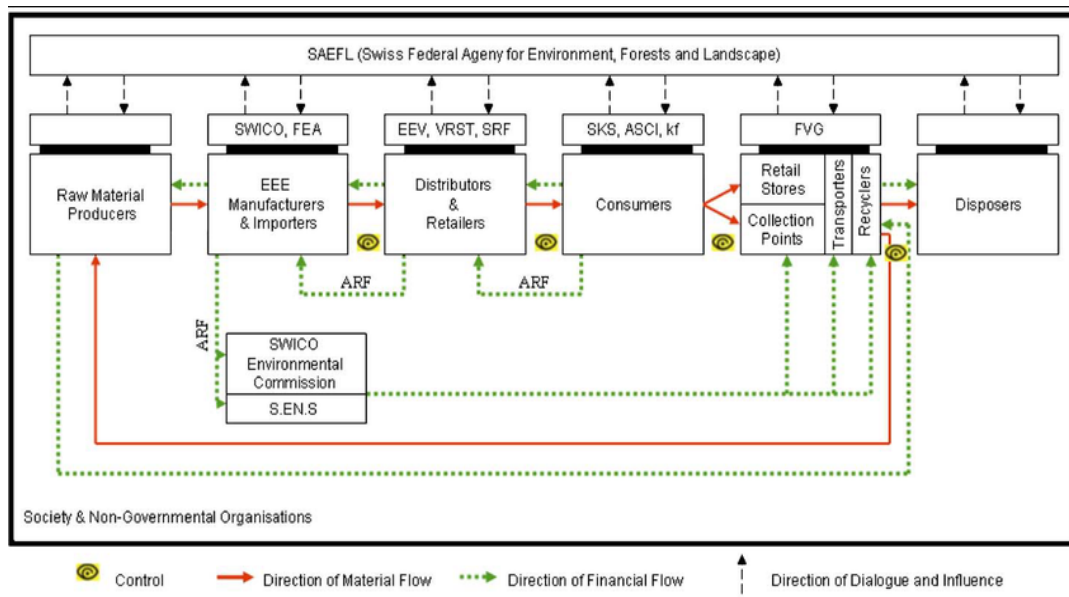 SAEFL (Swiss Federal Ageny for Environment, Forests and Landscape)
SWICO, FEA
EEV, VRST, SRF
SKS, ASCI, kf
FVG
Raw Material
Producers
EEE
Manufacturers
& Importers
Distributors
&
Retailers
Consumers
Retail
Stores
Collection
Points
Transporters
Recyclers
Disposers
ARF
ARF
ARF
SWICO
Environmental
Commission
S.EN.S
Society & Non-Governmental Organisations
Control
Direction of Material Flow
Direction of Financial Flow
Direction of Dialogue and Influence